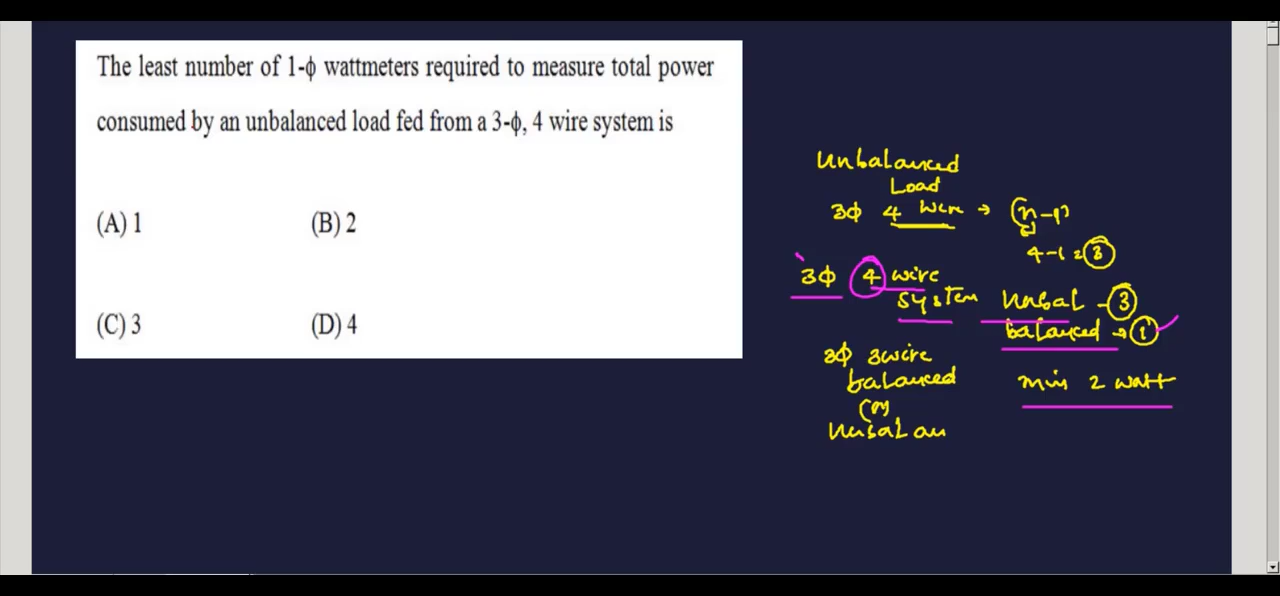 The least number of 1-ϕ wattmeters required to measure total power
consumed by an unbalanced load fed from a 3-ϕ, 4 wire system is
(A) 1 (B) 2
(C) 3 (D) 4
Unbalanced
Load
3ϕ 4 wire → (n-1)
4-1=3
3ϕ 4 wire
system unbal - 3
balanced → 1
3ϕ 3wire
balanced min 2 watt
(or)
unbalan